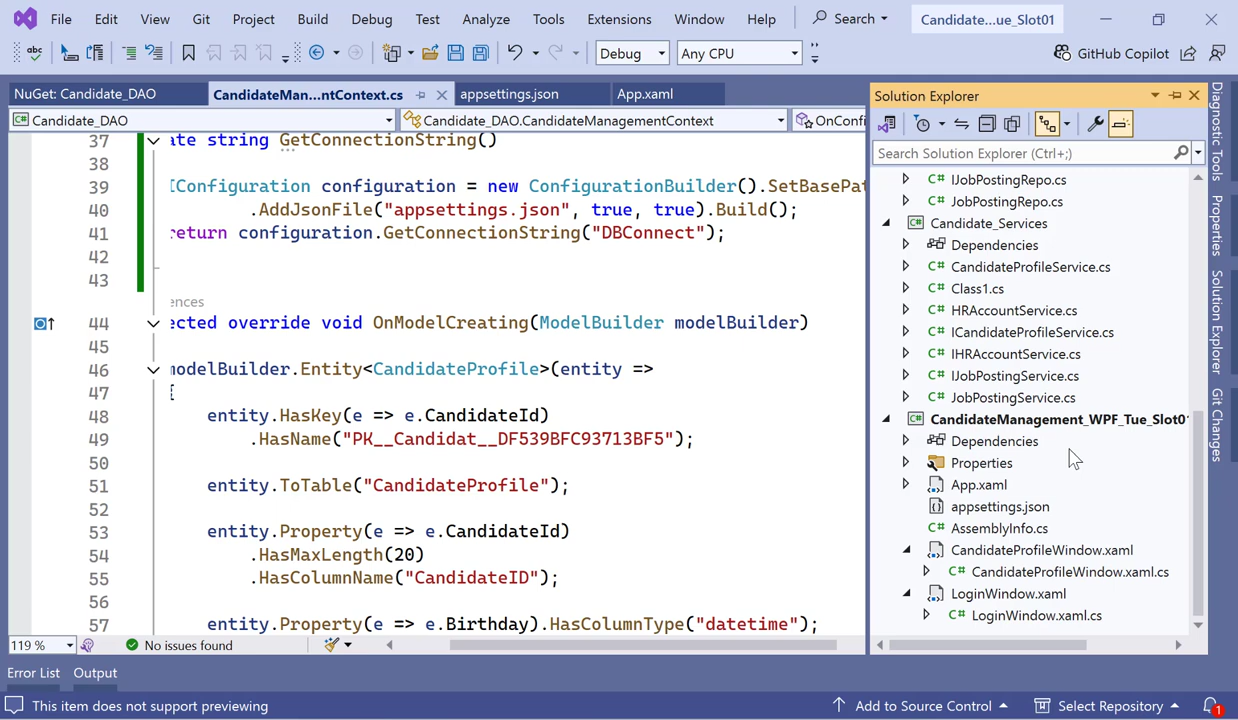 File Edit View Git Project Build Debug Test Analyze Tools Extensions Window Help Search Candidate...ue_Slot01
abc Debug Any CPU GitHub Copilot
NuGet: Candidate_DAO CandidateMan...ntContext.cs appsettings.json App.xaml
Candidate_DAO Candidate_DAO.CandidateManagementContext OnConfi
37 ate string GetConnectionString()
38
39 IConfiguration configuration = new ConfigurationBuilder().SetBasePat
40 .AddJsonFile("appsettings.json", true, true).Build();
41 return configuration.GetConnectionString("DBConnect");
42
43
ences
44 ected override void OnModelCreating(ModelBuilder modelBuilder)
45
46 modelBuilder.Entity<CandidateProfile>(entity =>
47 {
48 entity.HasKey(e => e.CandidateId)
49 .HasName("PK__Candidat__DF539BFC93713BF5");
50
51 entity.ToTable("CandidateProfile");
52
53 entity.Property(e => e.CandidateId)
54 .HasMaxLength(20)
55 .HasColumnName("CandidateID");
56
57 entity.Property(e => e.Birthday).HasColumnType("datetime");
119 % No issues found
Solution Explorer
Search Solution Explorer (Ctrl+;)
C# IJobPostingRepo.cs
C# JobPostingRepo.cs
C# Candidate_Services
Dependencies
C# CandidateProfileService.cs
C# Class1.cs
C# HRAccountService.cs
C# ICandidateProfileService.cs
C# IHRAccountService.cs
C# IJobPostingService.cs
C# JobPostingService.cs
C# CandidateManagement_WPF_Tue_Slot01
Dependencies
Properties
App.xaml
appsettings.json
C# AssemblyInfo.cs
CandidateProfileWindow.xaml
C# CandidateProfileWindow.xaml.cs
LoginWindow.xaml
C# LoginWindow.xaml.cs
Diagnostic Tools
Properties
Solution Explorer
Git Changes
Error List Output
This item does not support previewing Add to Source Control Select Repository 1